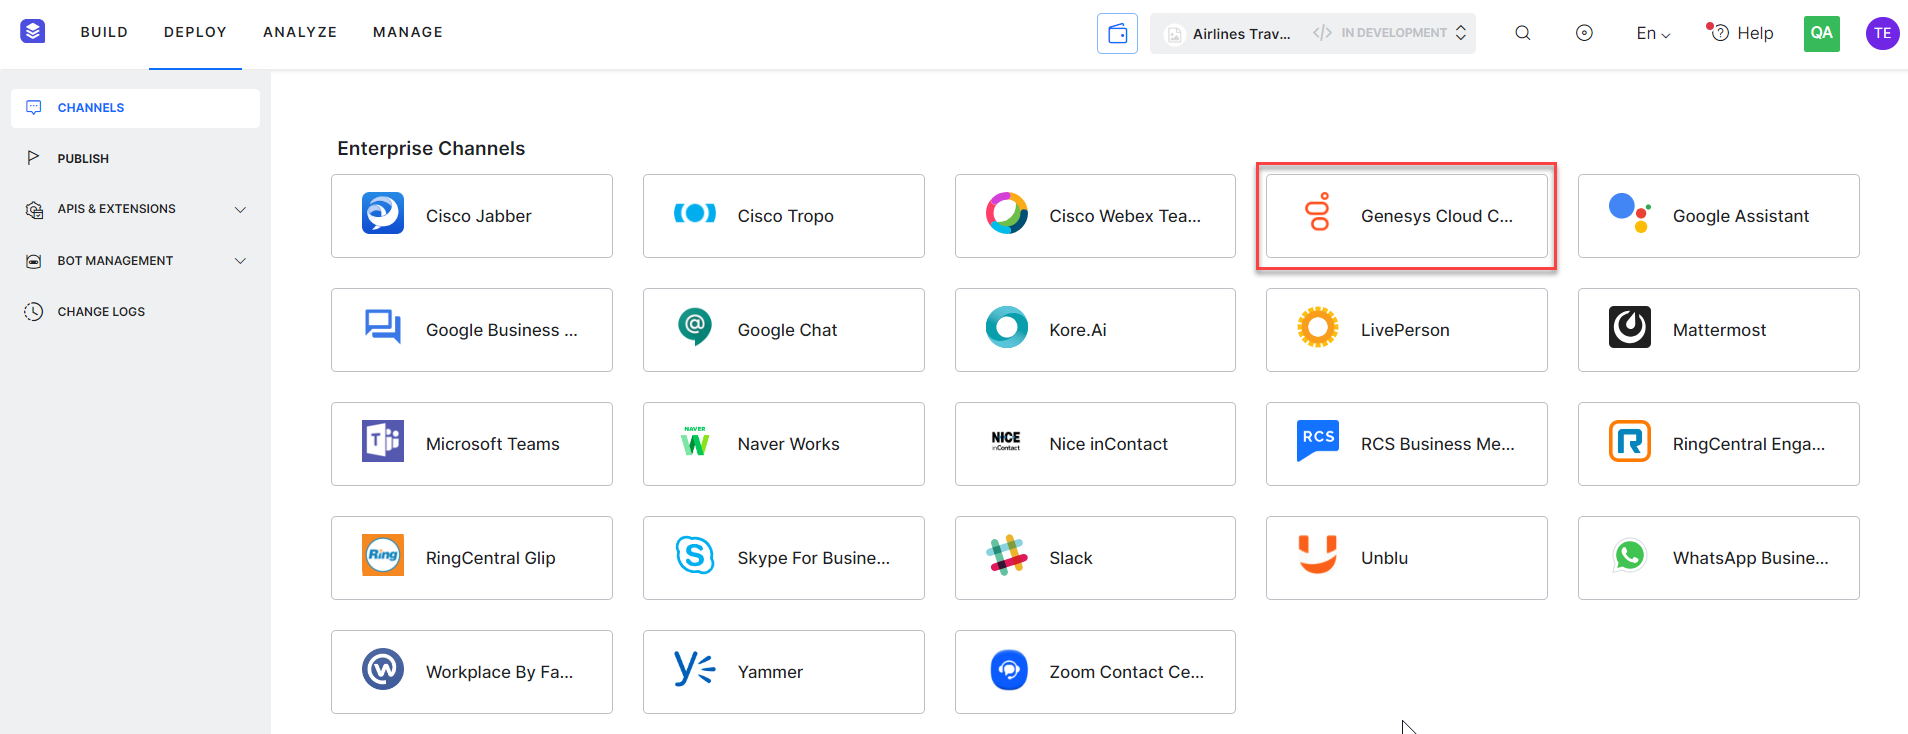 BUILD DEPLOY ANALYZE MANAGE Airlines Trav... </> IN DEVELOPMENT En Help QA TE
CHANNELS
PUBLISH
APIS & EXTENSIONS
BOT MANAGEMENT
CHANGE LOGS
Enterprise Channels
Cisco Jabber
Cisco Tropo
Cisco Webex Tea...
Genesys Cloud C...
Google Assistant
Google Business ...
Google Chat
Kore.Ai
LivePerson
Mattermost
Microsoft Teams
NAVER
W
Naver Works
NICE
inContact
Nice inContact
RCS
RCS Business Me...
R
RingCentral Enga...
Ring
RingCentral Glip
S
Skype For Busine...
Slack
Unblu
WhatsApp Busine...
Workplace By Fa...
Yammer
Zoom Contact Ce...